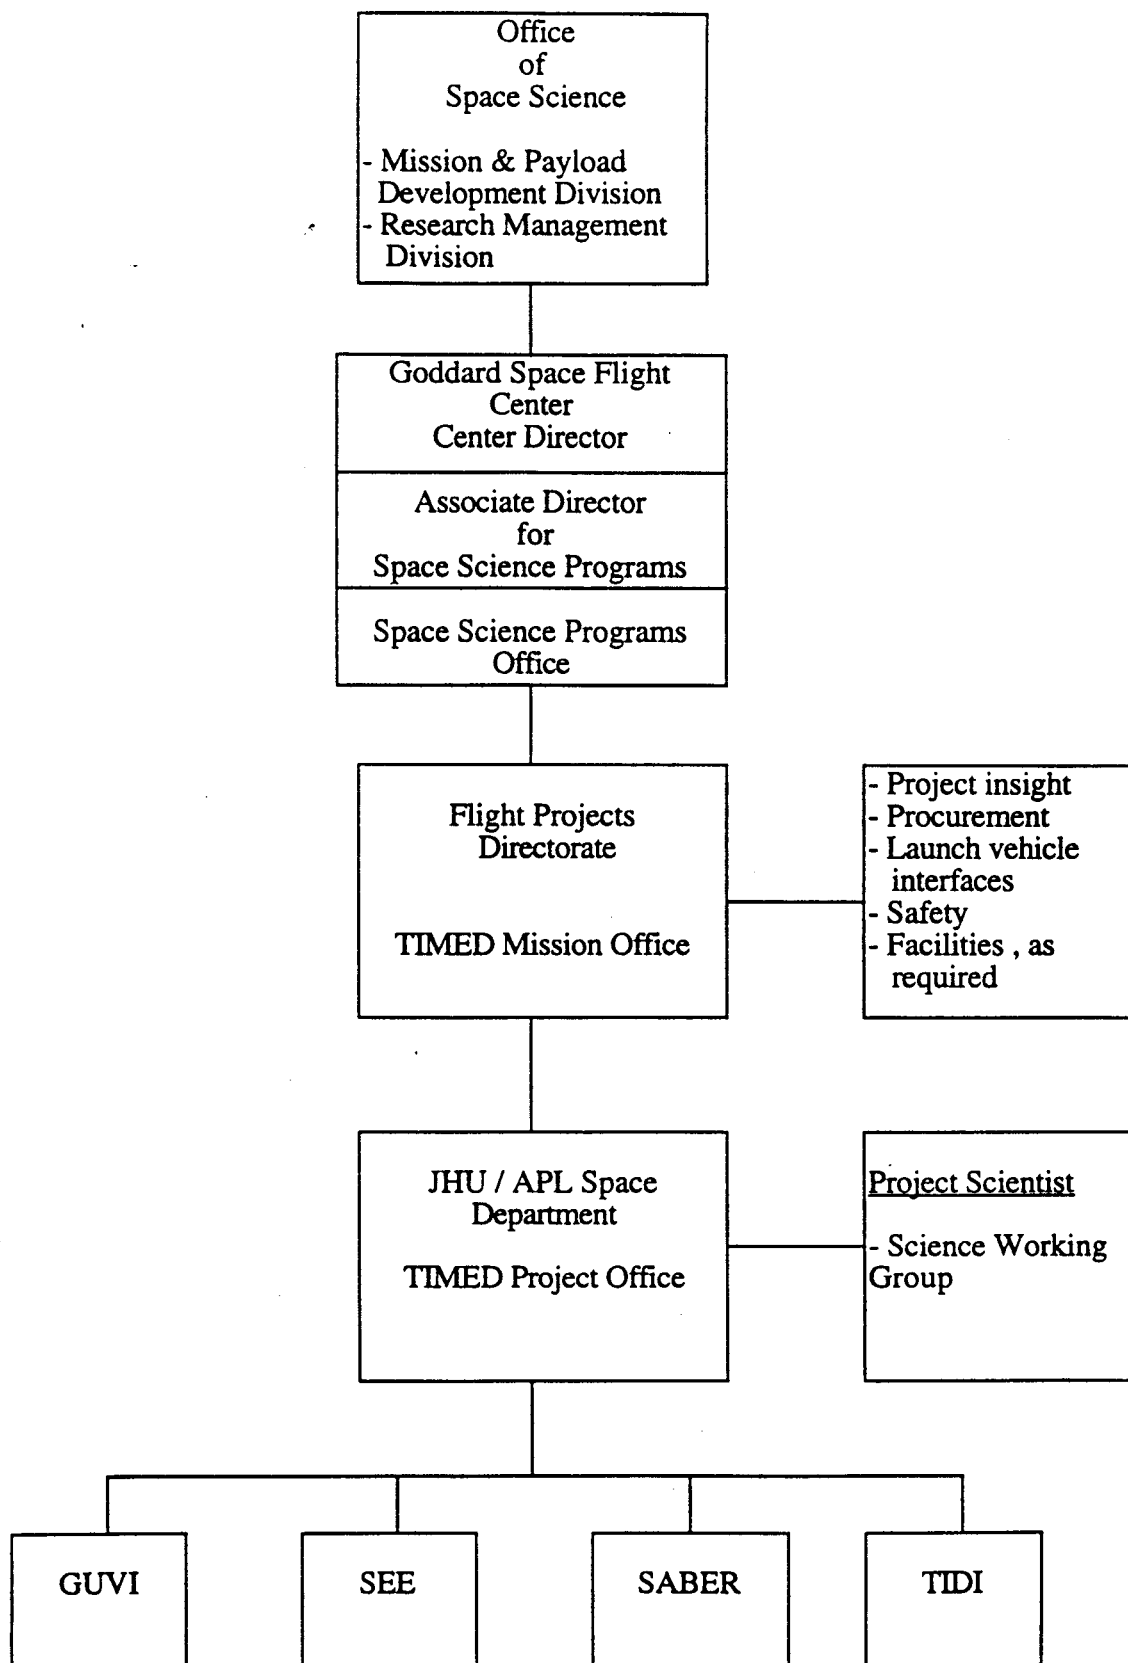 Office
of
Space Science
- Mission & Payload
Development Division
- Research Management
Division
Goddard Space Flight
Center
Center Director
Associate Director
for
Space Science Programs
Space Science Programs
Office
Flight Projects
Directorate
TIMED Mission Office
- Project insight
- Procurement
- Launch vehicle
interfaces
- Safety
- Facilities , as
required
JHU / APL Space
Department
TIMED Project Office
Project Scientist
- Science Working
Group
GUVI
SEE
SABER
TIDI